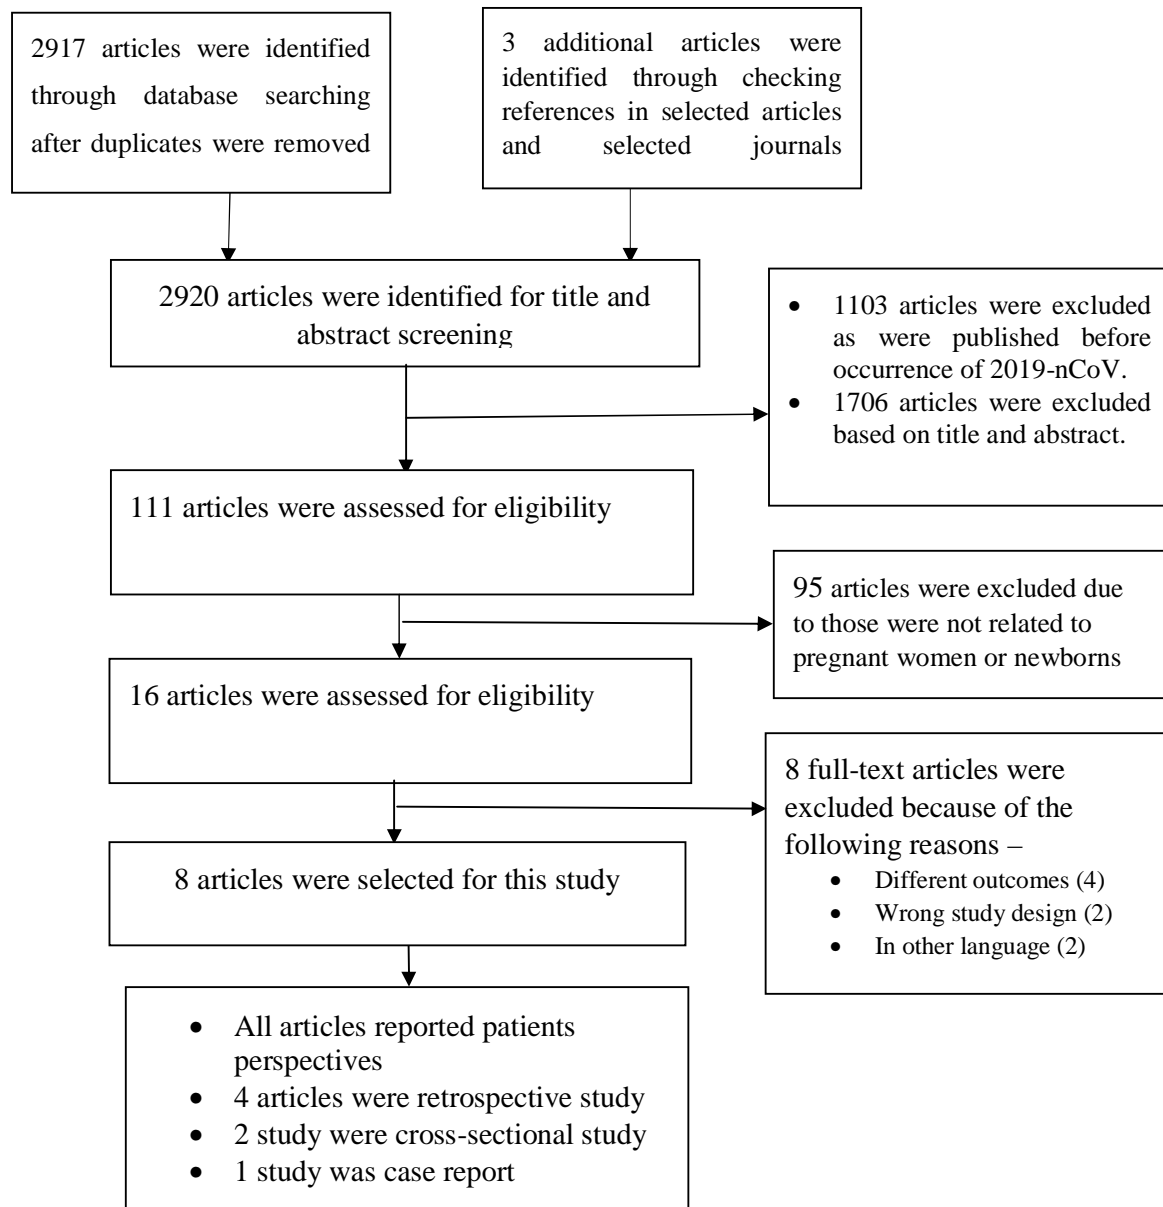 2917 articles were identified
through database searching
after duplicates were removed
3 additional articles were
identified through checking
references in selected articles
and selected journals
2920 articles were identified for title and
abstract screening
• 1103 articles were excluded
as were published before
occurrence of 2019-nCoV.
• 1706 articles were excluded
based on title and abstract.
111 articles were assessed for eligibility
95 articles were excluded due
to those were not related to
pregnant women or newborns
16 articles were assessed for eligibility
8 full-text articles were
excluded because of the
following reasons –
• Different outcomes (4)
• Wrong study design (2)
• In other language (2)
8 articles were selected for this study
• All articles reported patients
perspectives
• 4 articles were retrospective study
• 2 study were cross-sectional study
• 1 study was case report